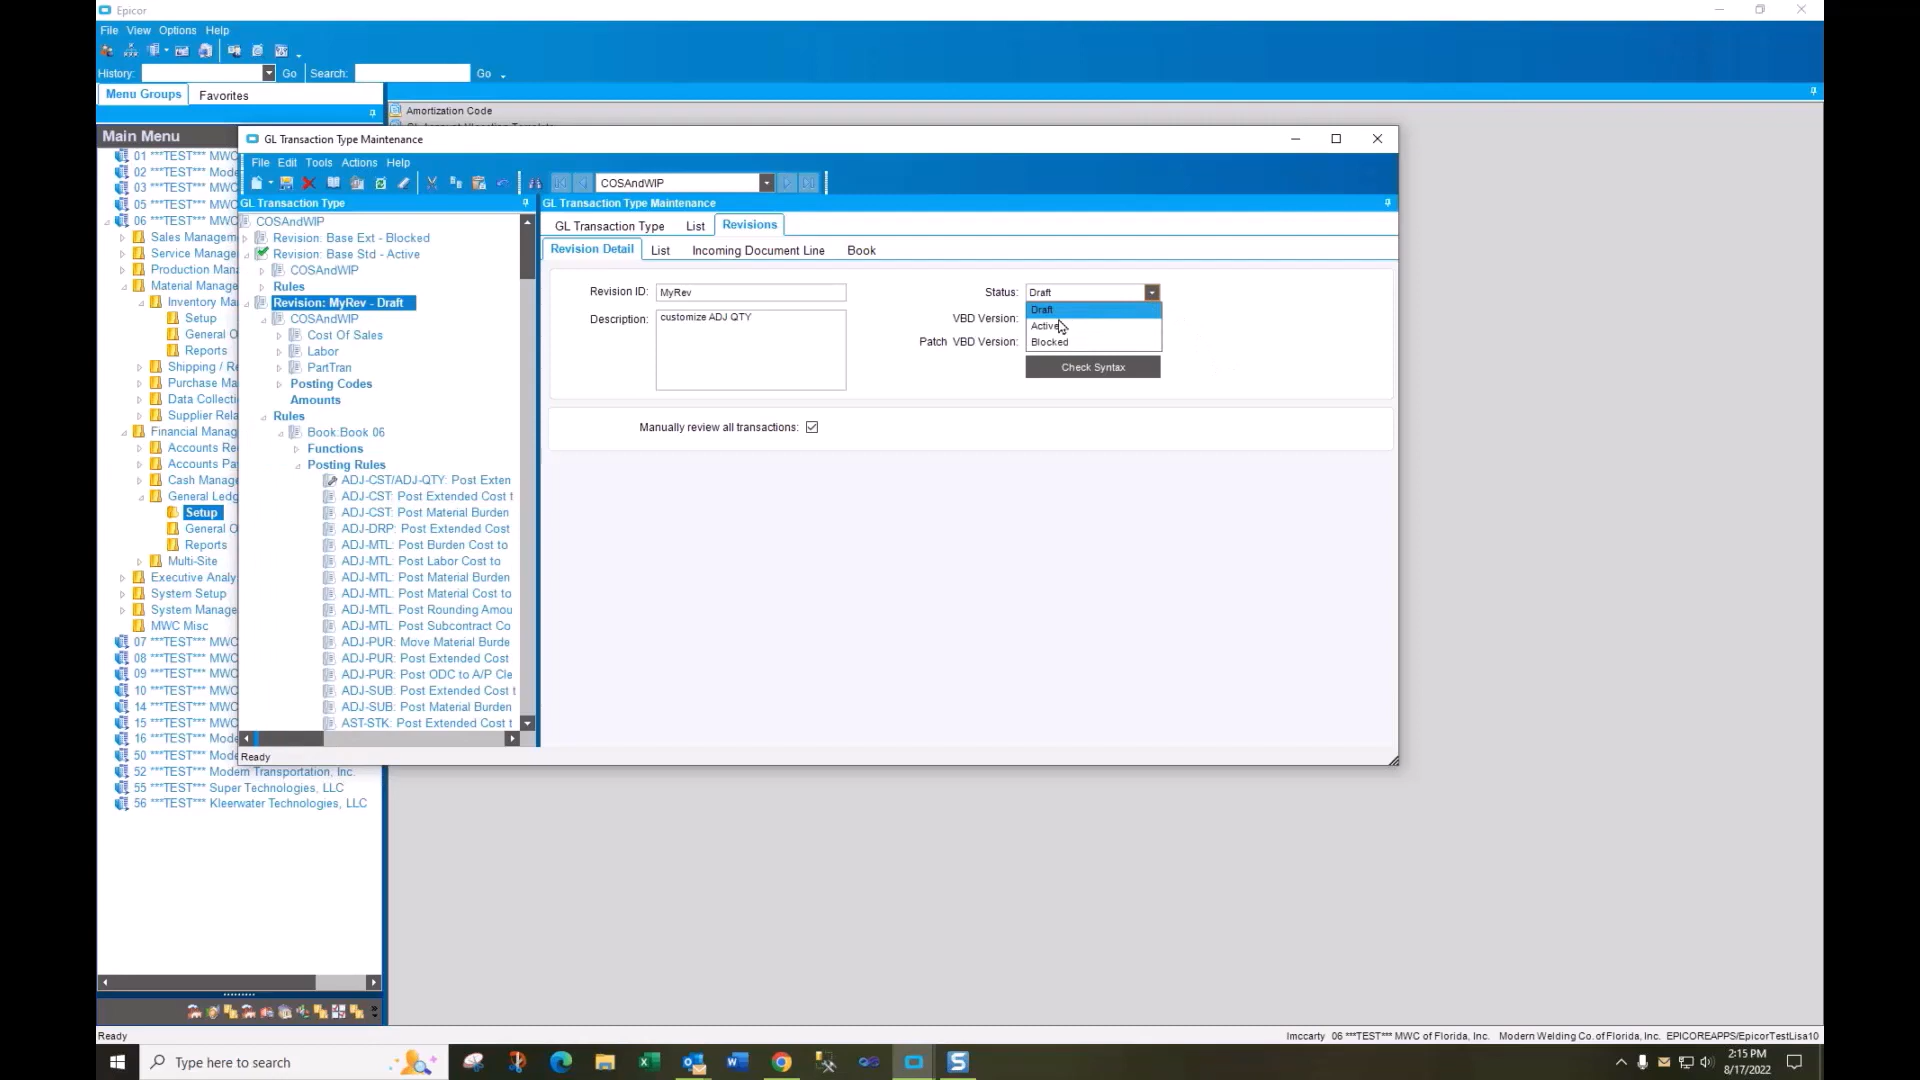 Epicor
File View Options Help
History: Go Search: Go
Menu Groups Favorites
Amortization Code
Main Menu
01 ***TEST*** MWC
02 ***TEST*** Mode
03 ***TEST*** MWC
05 ***TEST*** MWC
06 ***TEST*** MWC
Sales Managem
Service Manage
Production Man
Material Manage
Inventory Ma
Setup
General O
Reports
Shipping / Re
Purchase Ma
Data Collecti
Supplier Rela
Financial Manag
Accounts Re
Accounts Pa
Cash Manage
General Ledg
Setup
General O
Reports
Multi-Site
Executive Analy
System Setup
System Manage
MWC Misc
07 ***TEST*** MWC
08 ***TEST*** MWC
09 ***TEST*** MWC
10 ***TEST*** MWC
14 ***TEST*** MWC
15 ***TEST*** MWC
16 ***TEST*** Mode
50 ***TEST*** Mode
52 ***TEST*** Modern Transportation, Inc.
55 ***TEST*** Super Technologies, LLC
56 ***TEST*** Kleerwater Technologies, LLC
GL Transaction Type Maintenance
File Edit Tools Actions Help
COSAndWIP
GL Transaction Type
COSAndWIP
Revision: Base Ext - Blocked
Revision: Base Std - Active
COSAndWIP
Rules
Revision: MyRev - Draft
COSAndWIP
Cost Of Sales
Labor
PartTran
Posting Codes
Amounts
Rules
Book:Book 06
Functions
Posting Rules
ADJ-CST/ADJ-QTY: Post Exten
ADJ-CST: Post Extended Cost t
ADJ-CST: Post Material Burden
ADJ-DRP: Post Extended Cost
ADJ-MTL: Post Burden Cost to
ADJ-MTL: Post Labor Cost to
ADJ-MTL: Post Material Burden
ADJ-MTL: Post Material Cost to
ADJ-MTL: Post Rounding Amou
ADJ-MTL: Post Subcontract Co
ADJ-PUR: Move Material Burde
ADJ-PUR: Post Extended Cost
ADJ-PUR: Post ODC to A/P Cle
ADJ-SUB: Post Extended Cost t
ADJ-SUB: Post Material Burden
AST-STK: Post Extended Cost t
Ready
GL Transaction Type Maintenance
GL Transaction Type List Revisions
Revision Detail List Incoming Document Line Book
Revision ID: MyRev Status: Draft
Description: customize ADJ QTY VBD Version:
Draft
Active
Patch VBD Version: Blocked
Check Syntax
Manually review all transactions:
Ready
lmccarty 06 ***TEST*** MWC of Florida, Inc. Modern Welding Co.of Florida, Inc. EPICOREAPPS/EpicorTestLisa10
Type here to search
2:15 PM
8/17/2022